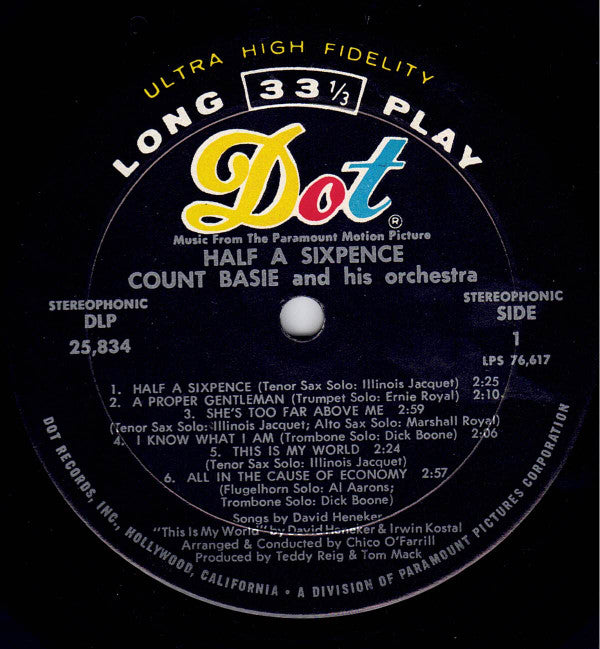 ULTRA HIGH FIDELITY
LONG 33 1/3 PLAY
Dot®
Music From The Paramount Motion Picture
HALF A SIXPENCE
COUNT BASIE and his orchestra
STEREOPHONIC
DLP
25,834
STEREOPHONIC
SIDE
1
LPS 76,617
1. HALF A SIXPENCE (Tenor Sax Solo: Illinois Jacquet) 2:25
2. A PROPER GENTLEMAN (Trumpet Solo: Ernie Royal) 2:10
3. SHE'S TOO FAR ABOVE ME 2:59
(Tenor Sax Solo: Illinois Jacquet; Alto Sax Solo: Marshall Royal)
4. I KNOW WHAT I AM (Trombone Solo: Dick Boone) 2:06
5. THIS IS MY WORLD 2:24
(Tenor Sax Solo: Illinois Jacquet)
6. ALL IN THE CAUSE OF ECONOMY 2:57
(Flugelhorn Solo: Al Aarons;
Trombone Solo: Dick Boone)
Songs by David Heneker
"This Is My World" by David Heneker & Irwin Kostal
Arranged & Conducted by Chico O'Farrill
Produced by Teddy Reig & Tom Mack
DOT RECORDS, INC., HOLLYWOOD, CALIFORNIA • A DIVISION OF PARAMOUNT PICTURES CORPORATION